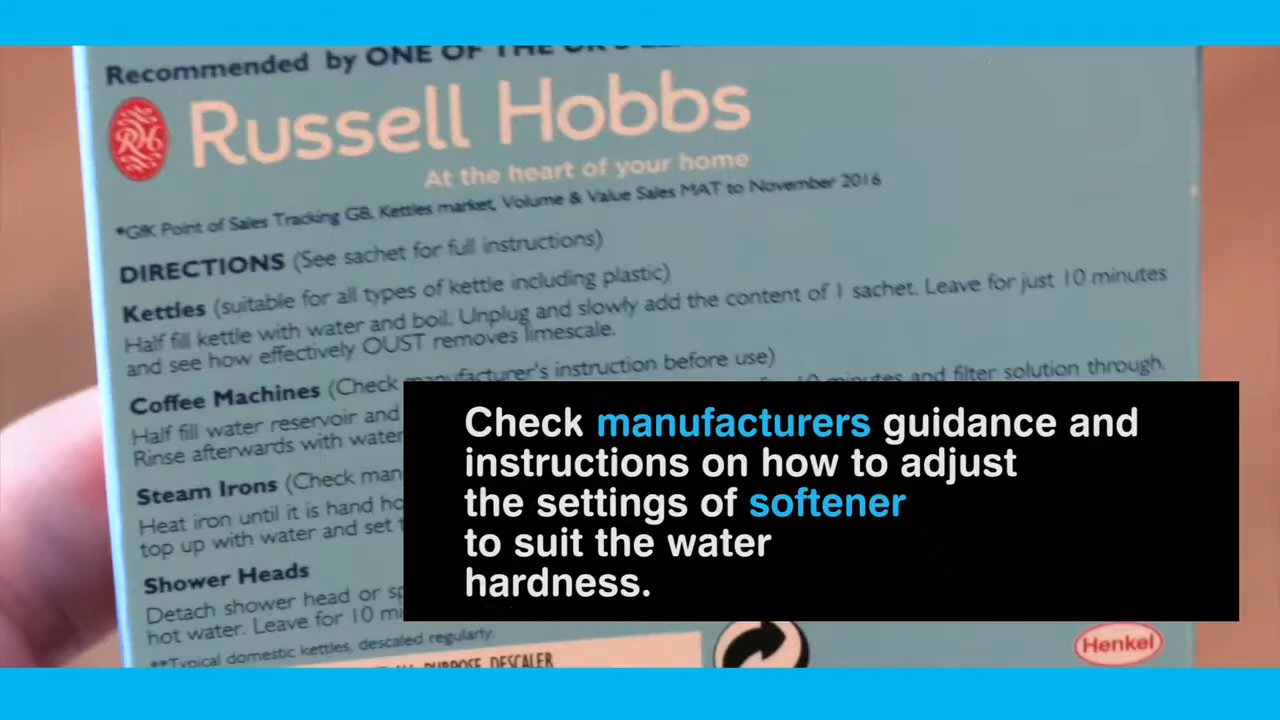 Recommended by ONE OF THE UK'S
RH
Russell Hobbs
At the heart of your home
*GfK Point of Sales Tracking GB, Kettles market, Volume & Value Sales MAT to November 2016
DIRECTIONS (See sachet for full instructions)
Kettles (suitable for all types of kettle including plastic)
Half fill kettle with water and boil. Unplug and slowly add the content of 1 sachet. Leave for just 10 minutes
and see how effectively OUST removes limescale.
Coffee Machines (Check manufacturer's instruction before use)
Half fill water reservoir and 10 minutes and filter solution through.
Rinse afterwards with water
Steam Irons (Check man
Heat iron until it is hand ho
top up with water and set t
Shower Heads
Detach shower head or sp
hot water. Leave for 10 mi
**Typical domestic kettles, descaled regularly.
ALL PURPOSE DESCALER
Henkel
Check manufacturers guidance and
instructions on how to adjust
the settings of softener
to suit the water
hardness.